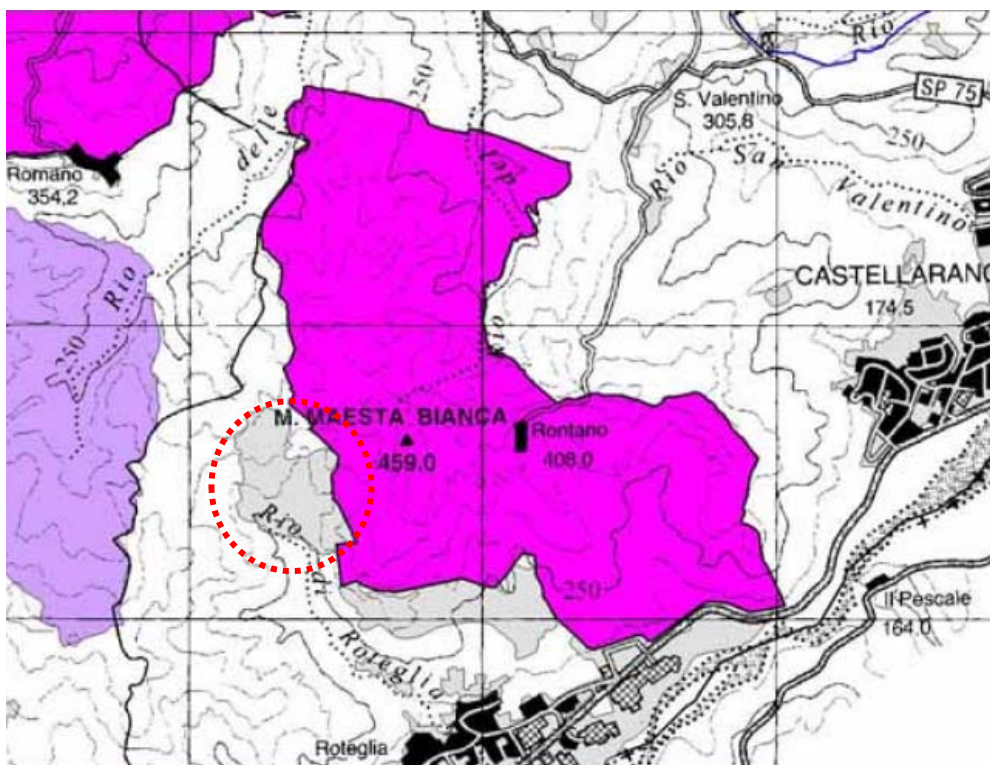 Rio
SP 75
S. Valentino
305.8
250
250
delle
Rio San Valentino
Romano
354.2
Rio
250
CASTELLARANO
174.5
Rio
M. MAESTA BIANCA
459.0
Rontano
408.0
Rio di Roteglia
250
Il Pescale
164.0
Roteglia